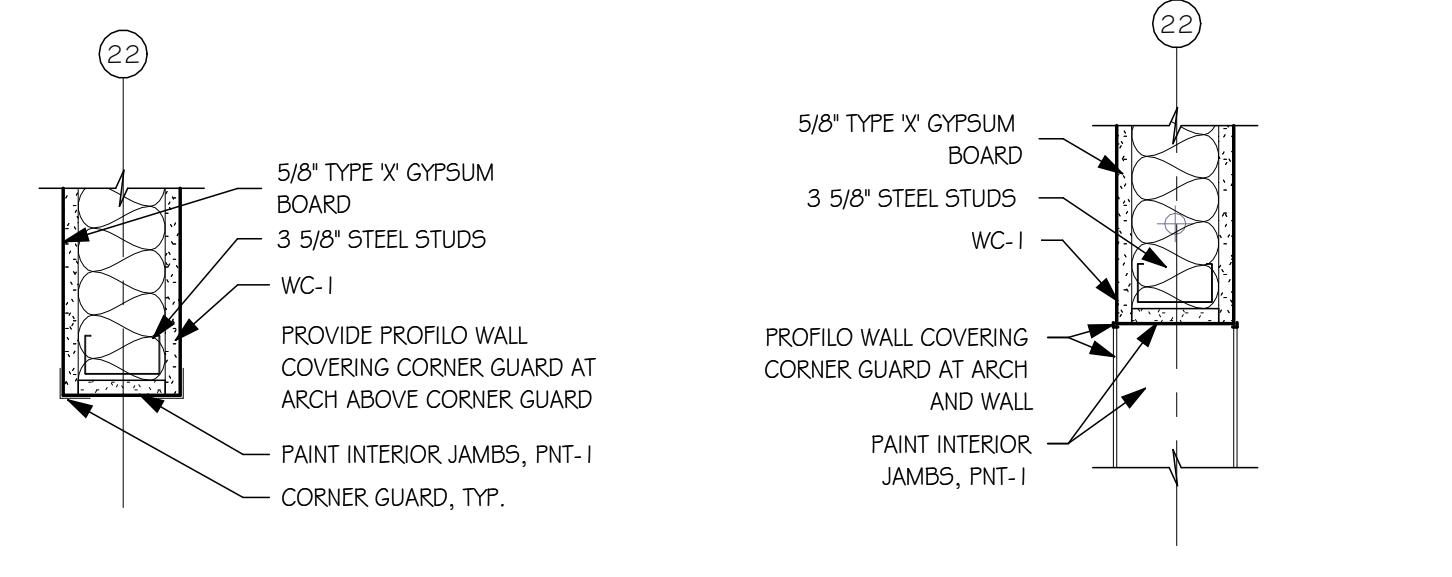 22
5/8" TYPE 'X' GYPSUM
BOARD
3 5/8" STEEL STUDS
WC-1
PROVIDE PROFILO WALL
COVERING CORNER GUARD AT
ARCH ABOVE CORNER GUARD
PAINT INTERIOR JAMBS, PNT-1
CORNER GUARD, TYP.
22
5/8" TYPE 'X' GYPSUM
BOARD
3 5/8" STEEL STUDS
WC-1
PROFILO WALL COVERING
CORNER GUARD AT ARCH
AND WALL
PAINT INTERIOR
JAMBS, PNT-1